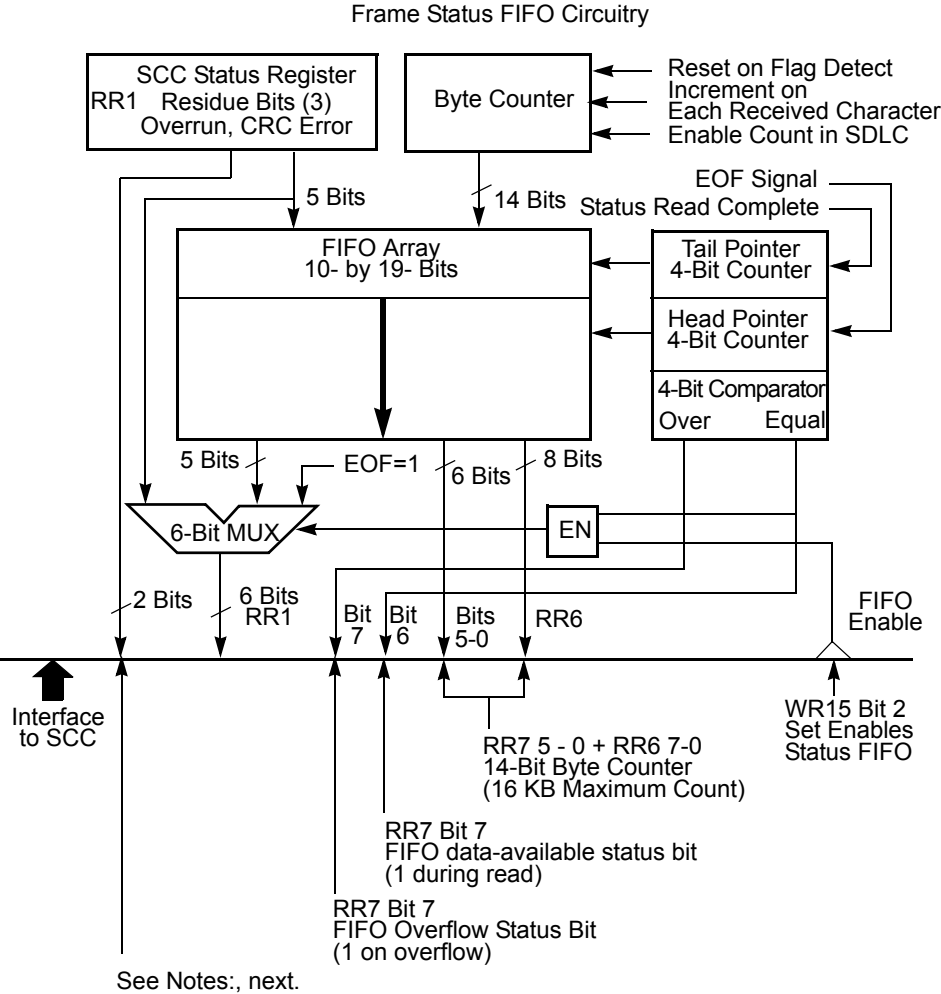 Frame Status FIFO Circuitry
SCC Status Register
RR1
Residue Bits (3)
Overrun, CRC Error
Byte Counter
Reset on Flag Detect
Increment on
Each Received Character
Enable Count in SDLC
EOF Signal
Status Read Complete
5 Bits
14 Bits
FIFO Array
10- by 19- Bits
Tail Pointer
4-Bit Counter
Head Pointer
4-Bit Counter
4-Bit Comparator
Over Equal
5 Bits
EOF=1
6 Bits
8 Bits
6-Bit MUX
EN
2 Bits
6 Bits
RR1
Bit
7
Bit
6
Bits
5-0
RR6
FIFO
Enable
Interface
to SCC
WR15 Bit 2
Set Enables
Status FIFO
RR7 5 - 0 + RR6 7-0
14-Bit Byte Counter
(16 KB Maximum Count)
RR7 Bit 7
FIFO data-available status bit
(1 during read)
RR7 Bit 7
FIFO Overflow Status Bit
(1 on overflow)
See Notes:, next.